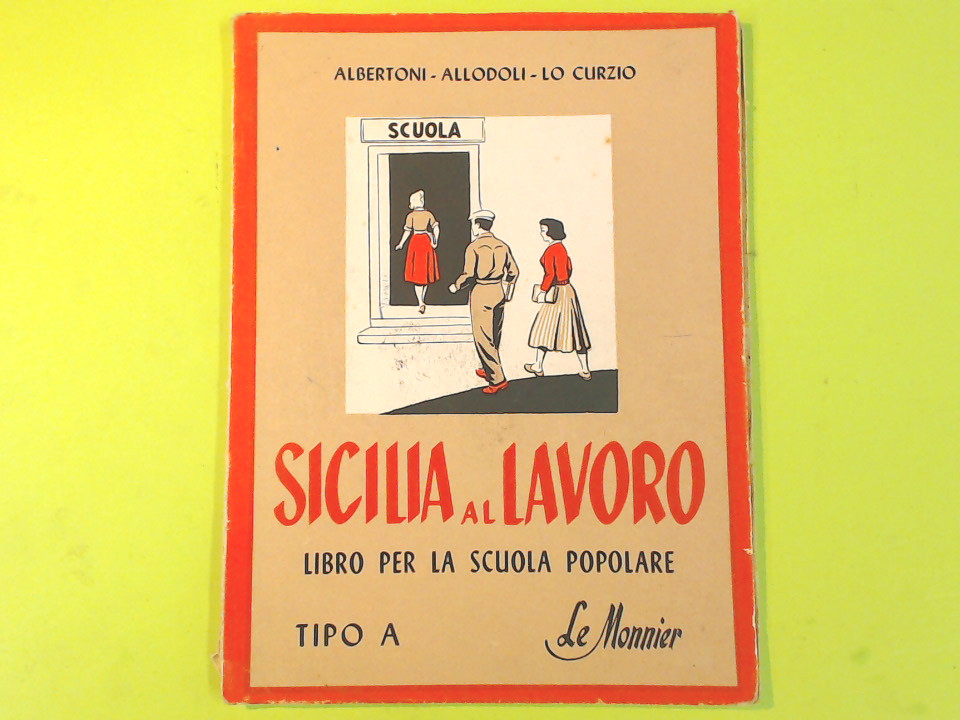 ALBERTONI - ALLODOLI - LO CURZIO
SCUOLA
SICILIA AL LAVORO
LIBRO PER LA SCUOLA POPOLARE
TIPO A
Le Monnier